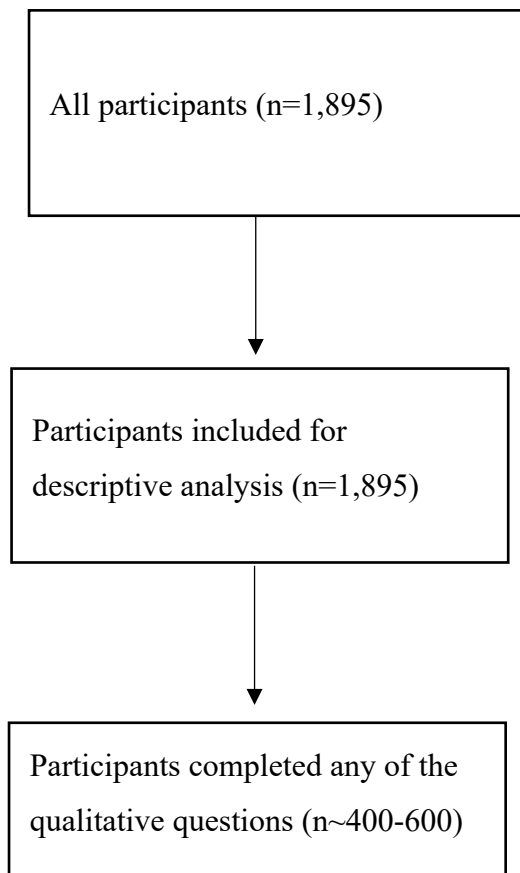 All participants (n=1,895)
Participants included for
descriptive analysis (n=1,895)
Participants completed any of the
qualitative questions (n~400-600)